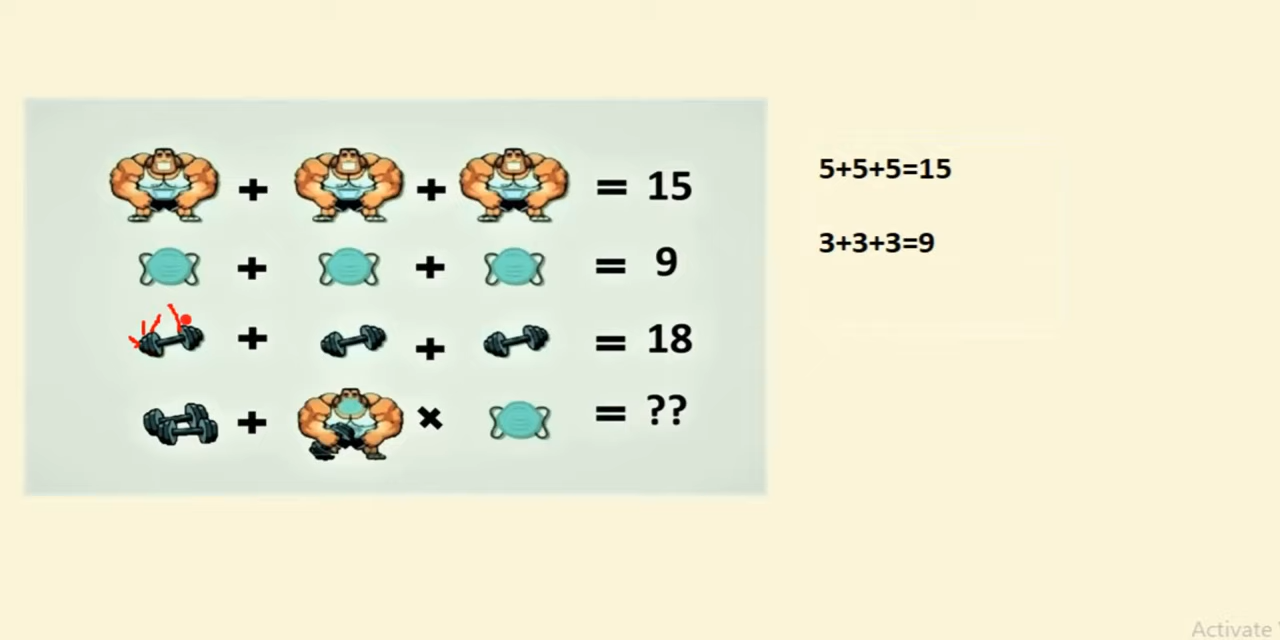 + + = 15
5+5+5=15
+ + = 9
3+3+3=9
+ + = 18
+ × = ??
Activate